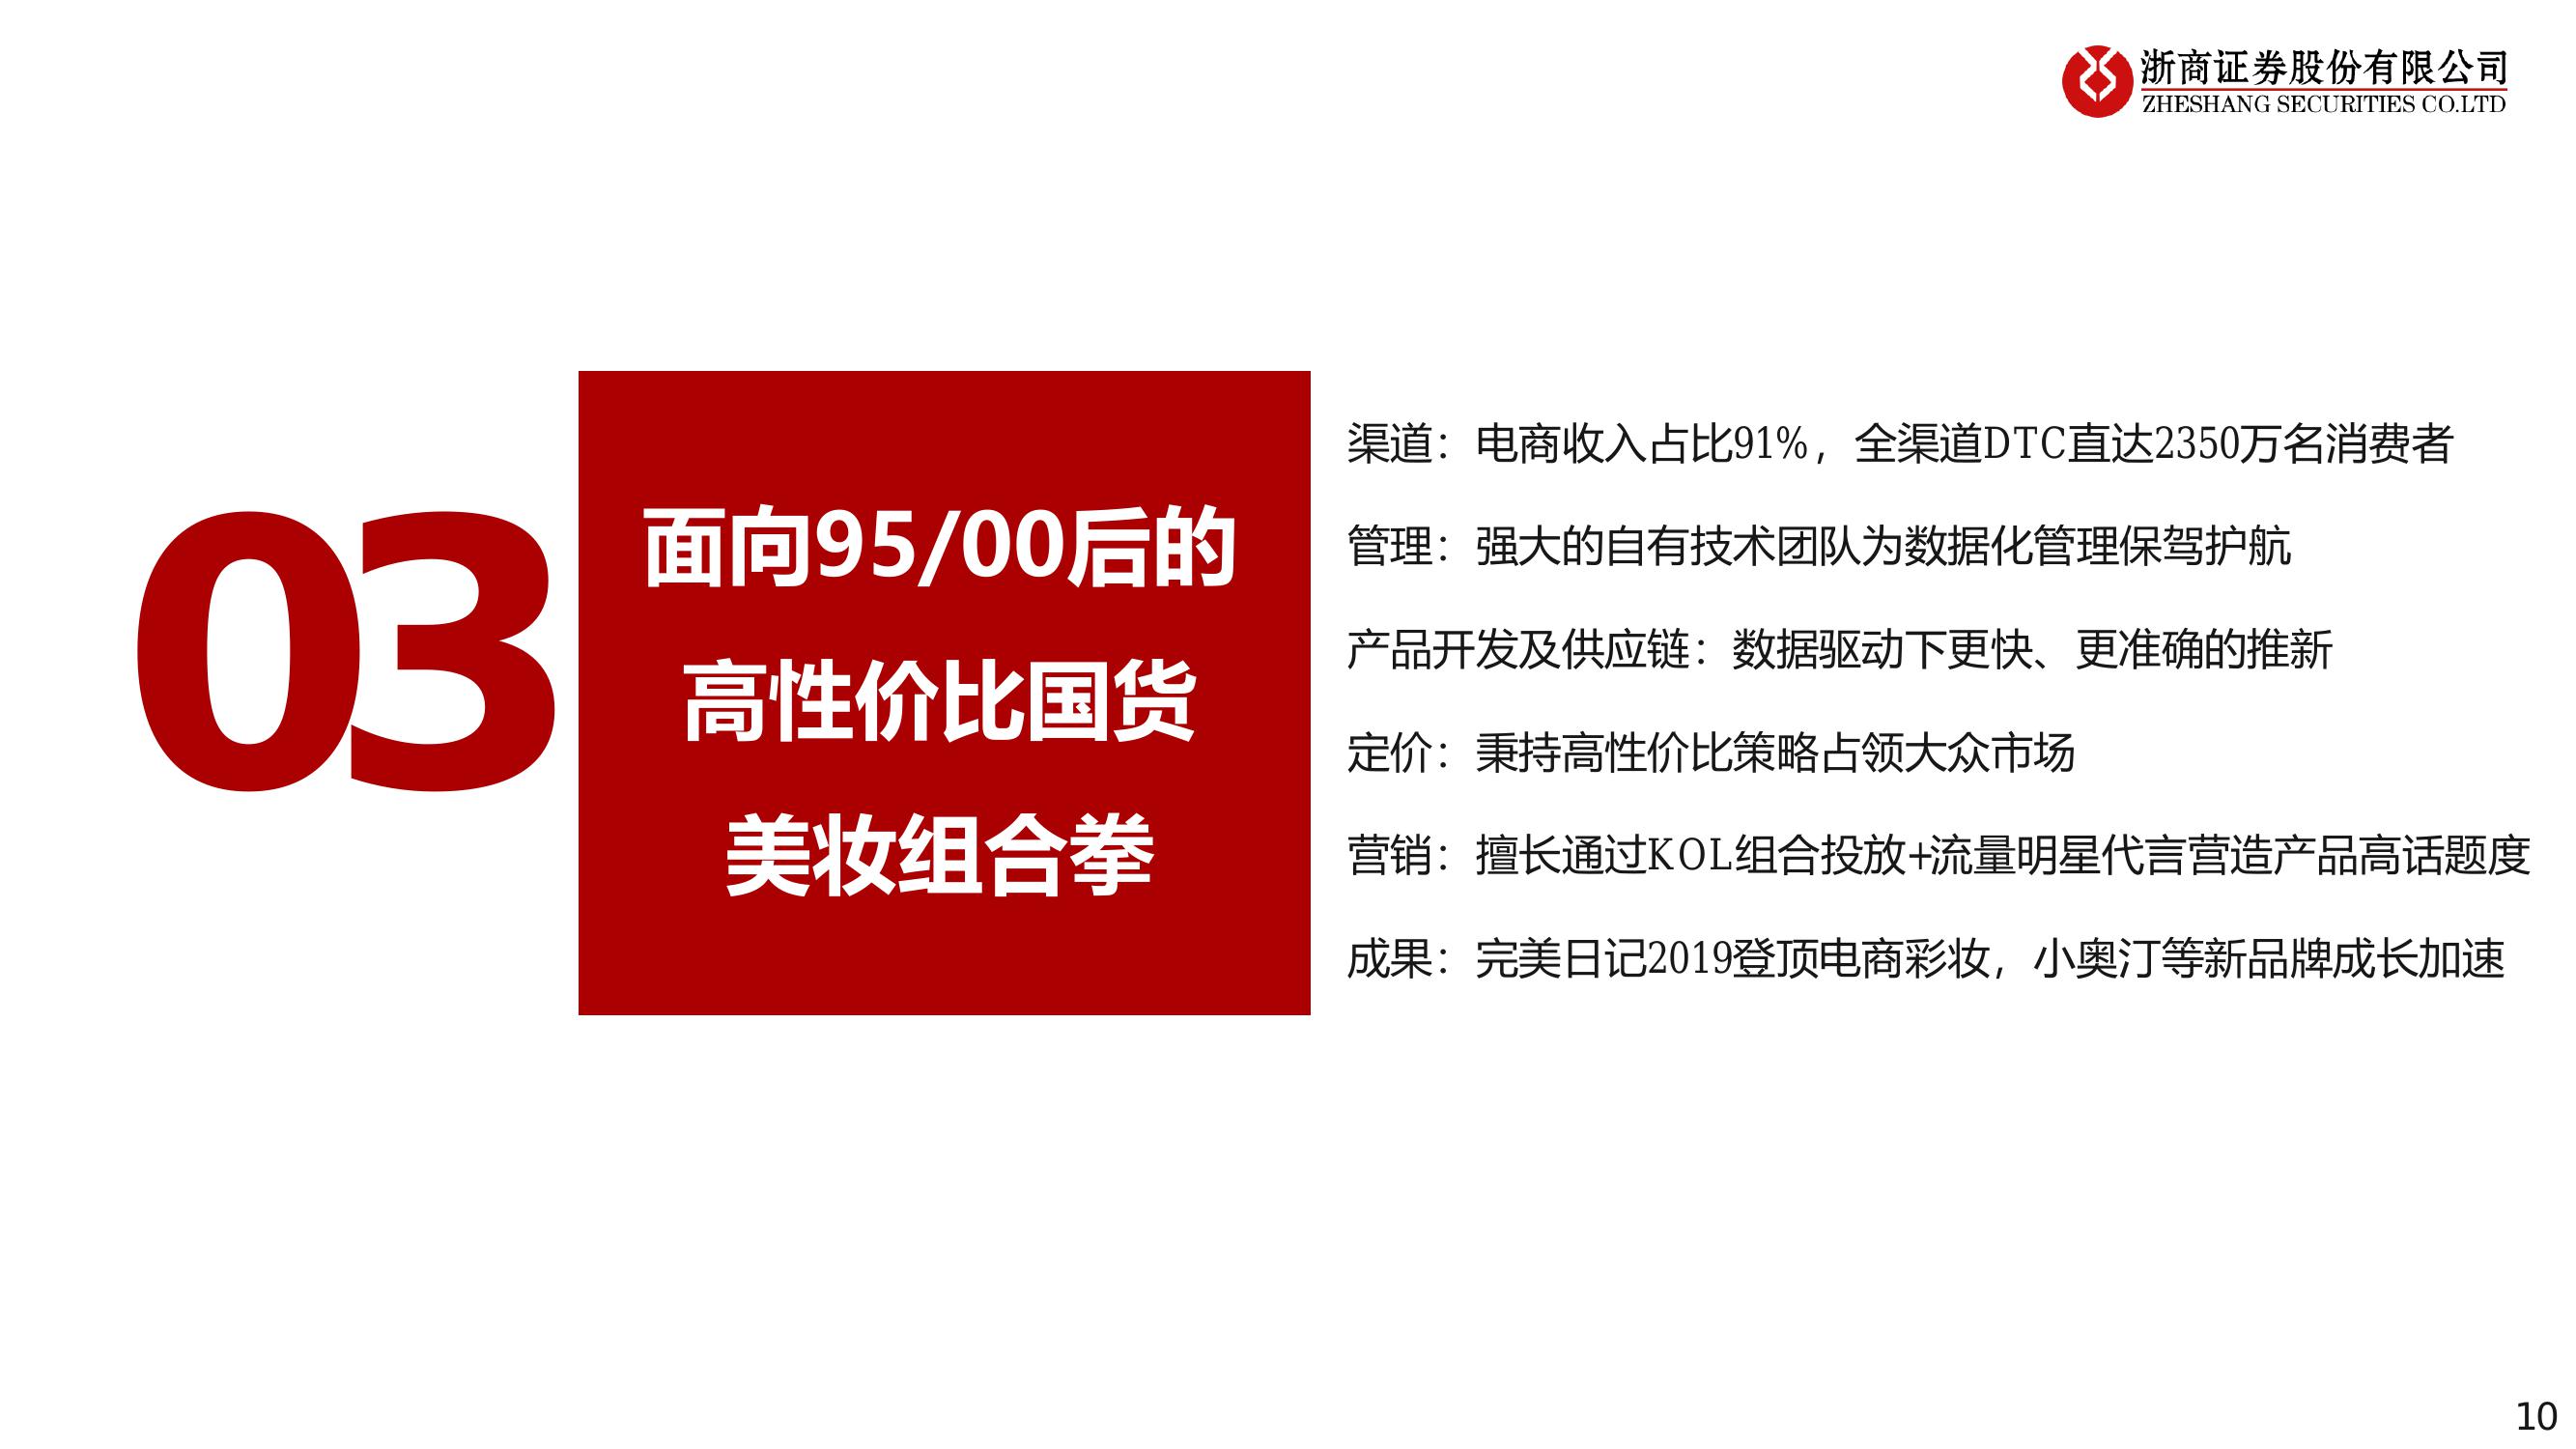 浙商证券股份有限公司
ZHESHANG SECURITIES CO.LTD
03
面向95/00后的
高性价比国货
美妆组合拳
渠道：电商收入占比91%，全渠道DTC直达2350万名消费者
管理：强大的自有技术团队为数据化管理保驾护航
产品开发及供应链：数据驱动下更快、更准确的推新
定价：秉持高性价比策略占领大众市场
营销：擅长通过KOL组合投放+流量明星代言营造产品高话题度
成果：完美日记2019登顶电商彩妆，小奥汀等新品牌成长加速
10